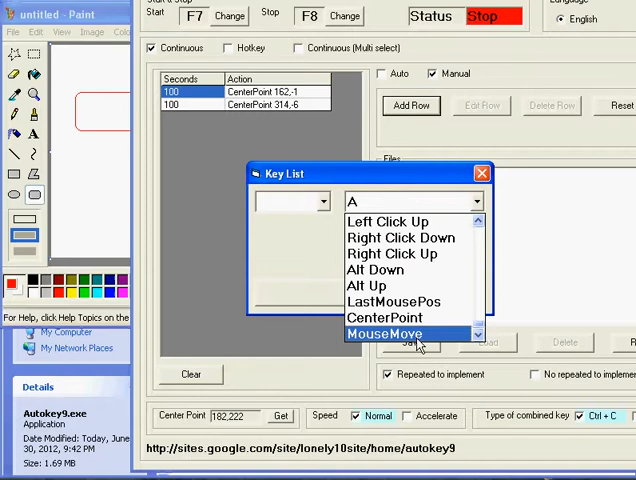 untitled - Paint
File Edit View Image
For Help, click Help Topics on the
My Computer
My Network Places
Details
Autokey9.exe
Application
Date Modified: Today, June
30, 2012, 9:42 PM
Size: 1.69 MB
Start F7 Change Stop F8 Change
Status Stop
English
Continuous Hotkey Continuous (Multi select)
Seconds Action
100 CenterPoint 162,-1
100 CenterPoint 314,-6
Auto Manual
Add Row Edit Row Delete Row Reset
Files
Key List
A
Left Click Up
Right Click Down
Right Click Up
Alt Down
Alt Up
LastMousePos
CenterPoint
MouseMove
Load Delete
Clear
Repeated to implement No repeated to implem
Center Point 182,222 Get Speed Normal Accelerate Type of combined key Ctrl + C
http://sites.google.com/site/lonely10site/home/autokey9